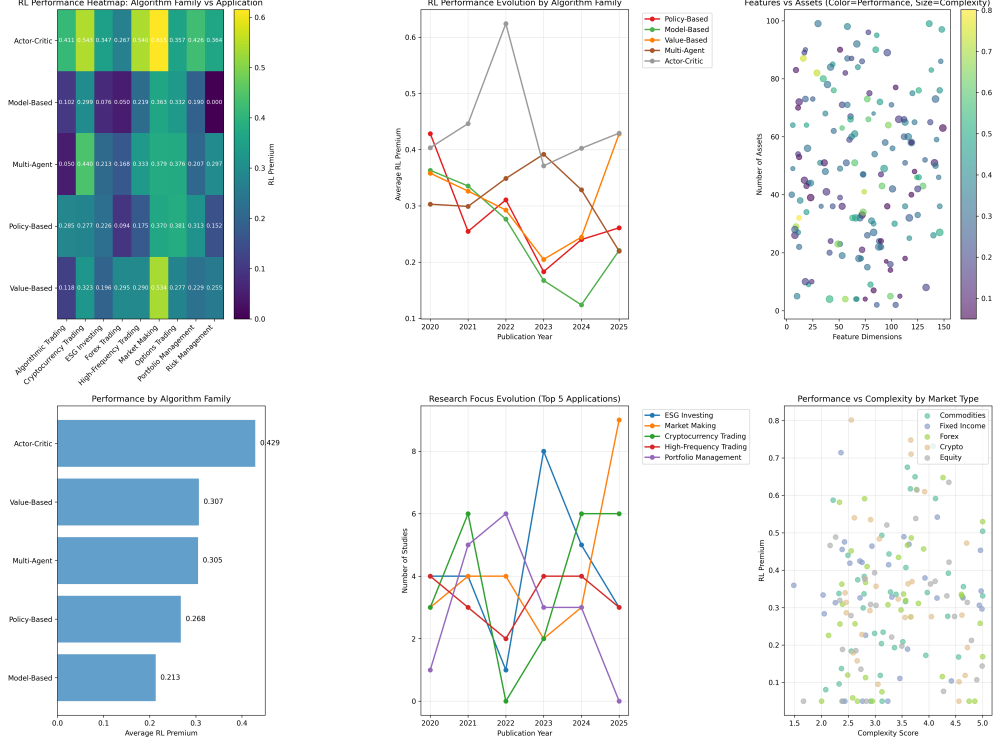 RL Performance Heatmap: Algorithm Family vs Application
Actor-Critic
Model-Based
Multi-Agent
Policy-Based
Value-Based
0.411 0.543 0.347 0.267 0.540 0.615 0.357 0.426 0.364
0.102 0.299 0.076 0.050 0.219 0.363 0.332 0.190 0.000
0.050 0.440 0.213 0.168 0.333 0.379 0.376 0.207 0.297
0.285 0.277 0.226 0.094 0.175 0.370 0.381 0.313 0.152
0.118 0.323 0.196 0.295 0.290 0.534 0.277 0.229 0.255
Algorithmic Trading
Cryptocurrency Trading
ESG Investing
Forex Trading
High-Frequency Trading
Market Making
Options Trading
Portfolio Management
Risk Management
0.6
0.5
0.4
0.3
0.2
0.1
0.0
RL Premium
RL Performance Evolution by Algorithm Family
Average RL Premium
0.6
0.5
0.4
0.3
0.2
0.1
2020 2021 2022 2023 2024 2025
Publication Year
Policy-Based
Model-Based
Value-Based
Multi-Agent
Actor-Critic
Features vs Assets (Color=Performance, Size=Complexity)
Number of Assets
100
80
60
40
20
0
0 25 50 75 100 125 150
Feature Dimensions
0.8
0.7
0.6
0.5
0.4
0.3
0.2
0.1
Performance by Algorithm Family
Actor-Critic
Value-Based
Multi-Agent
Policy-Based
Model-Based
0.429
0.307
0.305
0.268
0.213
0.0 0.1 0.2 0.3 0.4
Average RL Premium
Research Focus Evolution (Top 5 Applications)
Number of Studies
8
6
4
2
0
2020 2021 2022 2023 2024 2025
Publication Year
ESG Investing
Market Making
Cryptocurrency Trading
High-Frequency Trading
Portfolio Management
Performance vs Complexity by Market Type
RL Premium
0.8
0.7
0.6
0.5
0.4
0.3
0.2
0.1
1.5 2.0 2.5 3.0 3.5 4.0 4.5 5.0
Complexity Score
Commodities
Fixed Income
Forex
Crypto
Equity